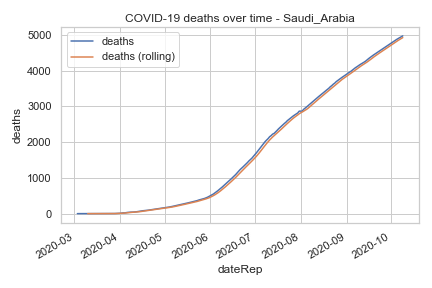 COVID-19 deaths over time - Saudi_Arabia
deaths
deaths (rolling)
5000
4000
3000
2000
1000
0
deaths
2020-03
2020-04
2020-05
2020-06
2020-07
2020-08
2020-09
2020-10
dateRep